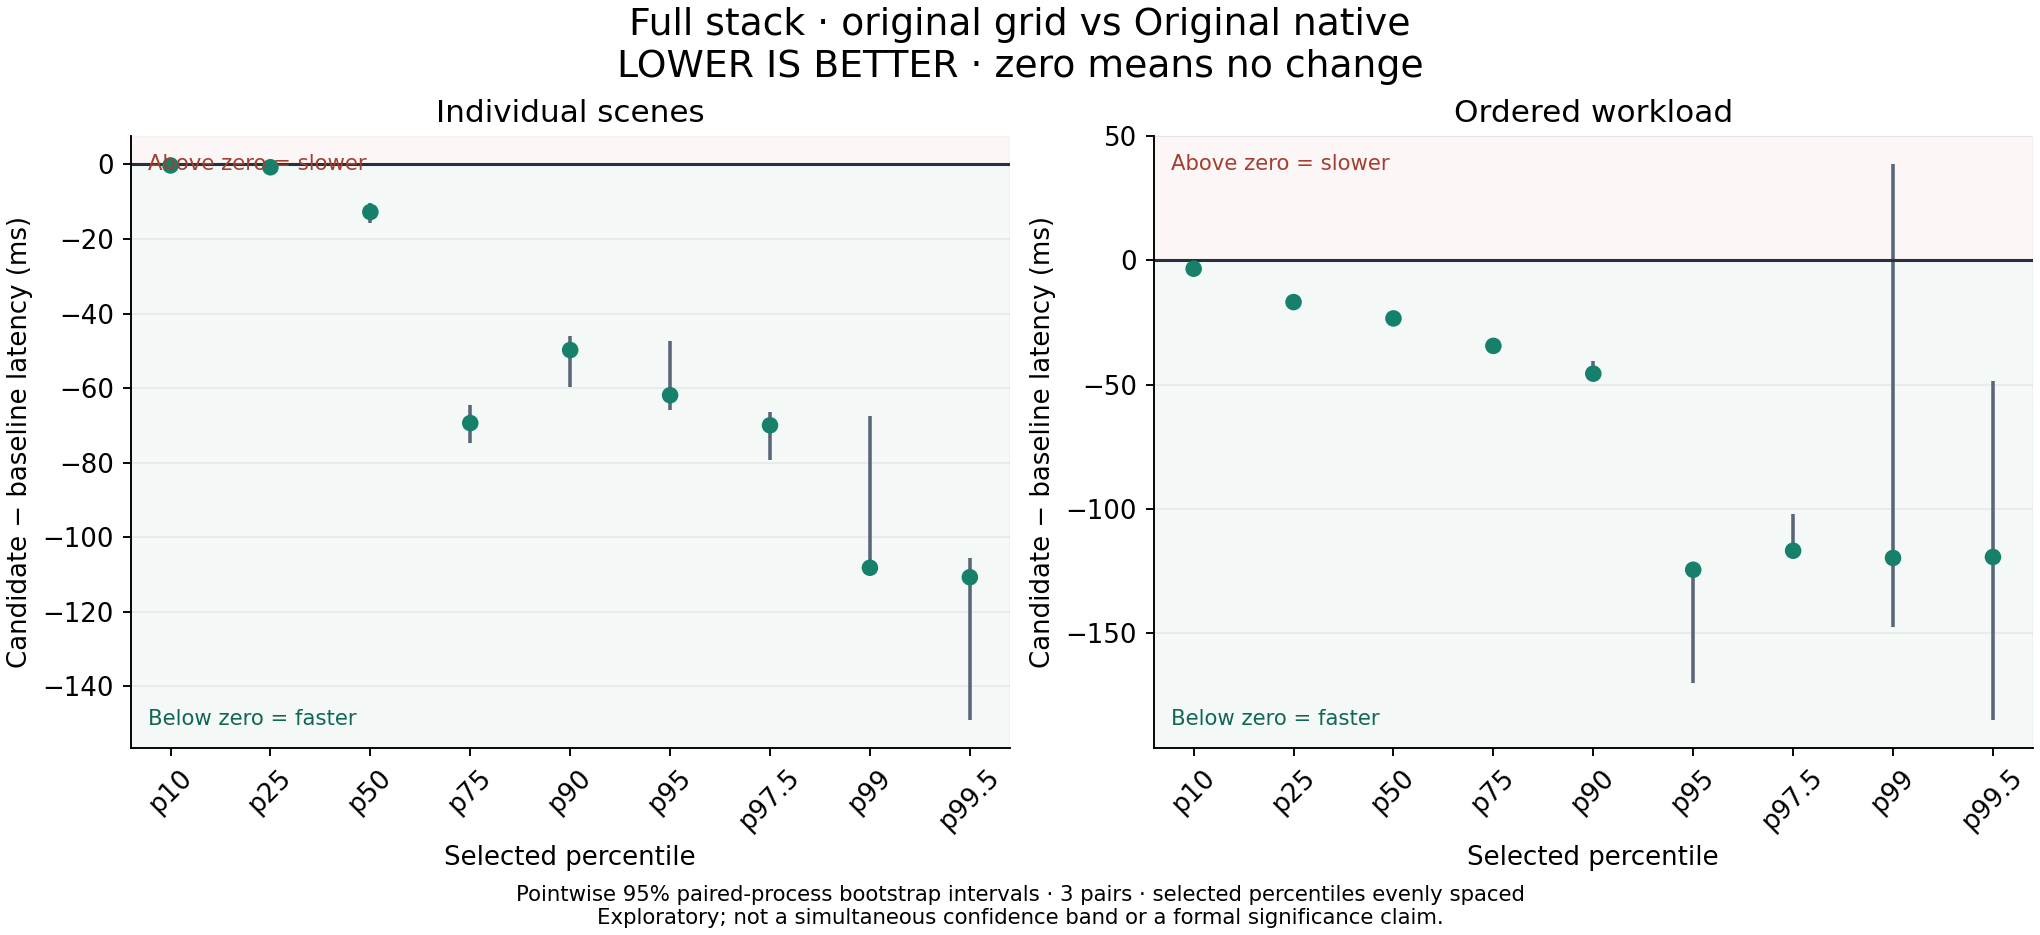 Full stack · original grid vs Original native
LOWER IS BETTER · zero means no change
Individual scenes
Above zero = slower
0
−20
−40
−60
−80
−100
−120
−140
Candidate − baseline latency (ms)
Below zero = faster
p10
p25
p50
p75
p90
p95
p97.5
p99
p99.5
Selected percentile
Ordered workload
Above zero = slower
50
0
−50
−100
−150
Candidate − baseline latency (ms)
Below zero = faster
p10
p25
p50
p75
p90
p95
p97.5
p99
p99.5
Selected percentile
Pointwise 95% paired-process bootstrap intervals · 3 pairs · selected percentiles evenly spaced
Exploratory; not a simultaneous confidence band or a formal significance claim.